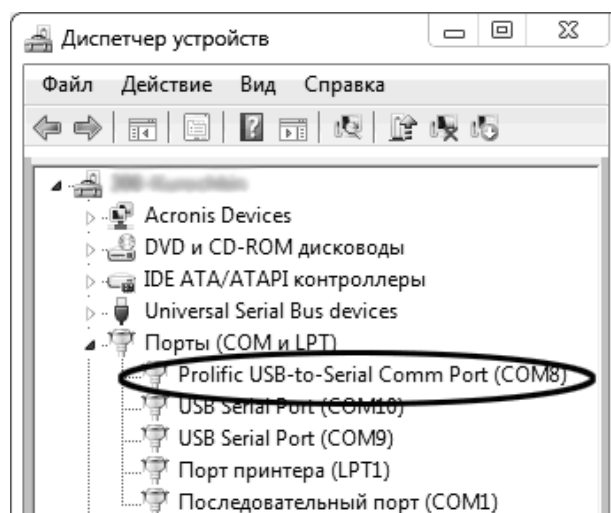 Диспетчер устройств
Файл Действие Вид Справка
Acronis Devices
DVD и CD-ROM дисководы
IDE ATA/ATAPI контроллеры
Universal Serial Bus devices
Порты (COM и LPT)
Prolific USB-to-Serial Comm Port (COM8)
USB Serial Port (COM10)
USB Serial Port (COM9)
Порт принтера (LPT1)
Последовательный порт (COM1)